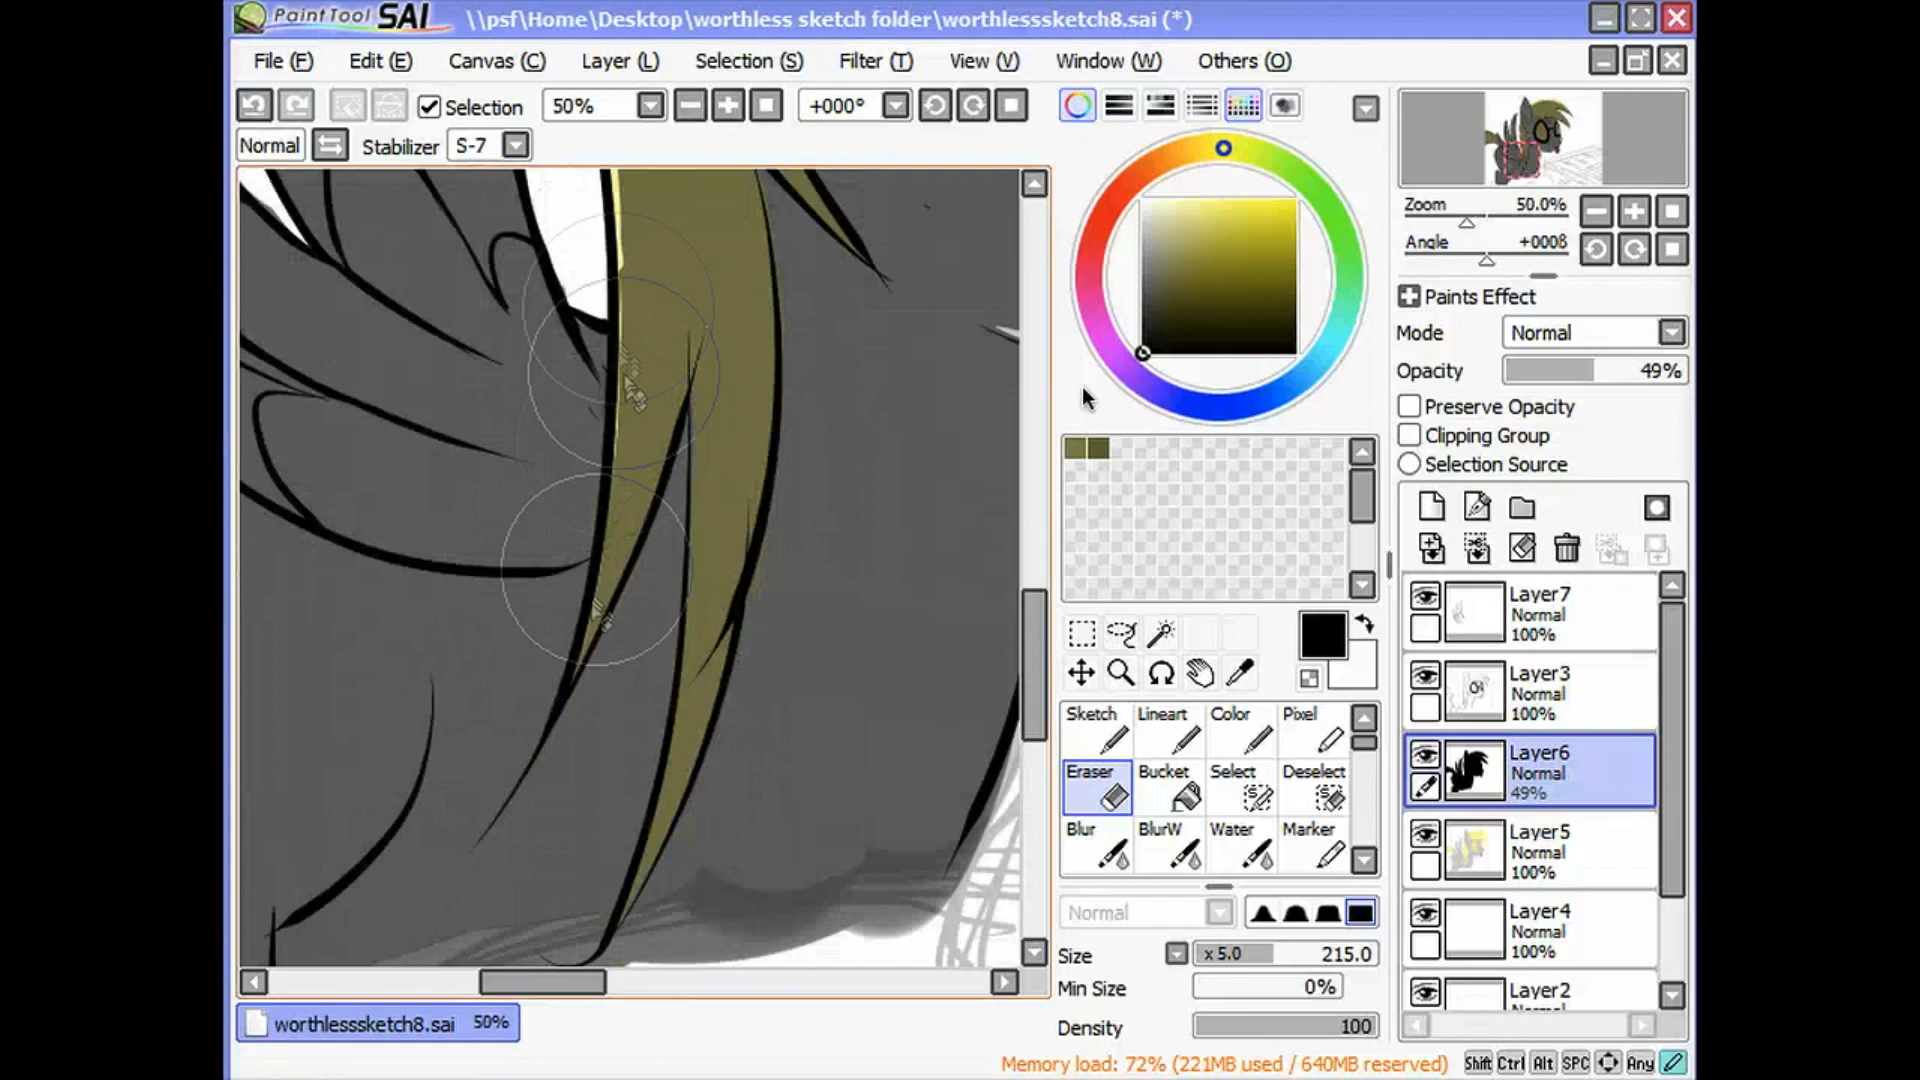 PaintTool SAI \\psf\Home\Desktop\worthless sketch folder\worthlesssketch8.sai (*)
File (F) Edit (E) Canvas (C) Layer (L) Selection (S) Filter (T) View (V) Window (W) Others (O)
Selection 50% +000°
Normal Stabilizer S-7
Zoom 50.0%
Angle +0008
Paints Effect
Mode Normal
Opacity 49%
Preserve Opacity
Clipping Group
Selection Source
Layer7
Normal
100%
Layer3
Normal
100%
Layer6
Normal
49%
Layer5
Normal
100%
Layer4
Normal
100%
Layer2
Sketch Lineart Color Pixel
Eraser Bucket Select Deselect
Blur BlurW Water Marker
Normal
Size x 5.0 215.0
Min Size 0%
Density 100
worthlesssketch8.sai 50%
Memory load: 72% (221MB used / 640MB reserved) Shift Ctrl Alt SPC Any